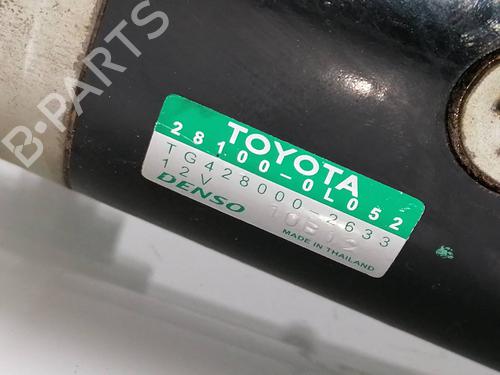 B-PARTS
TOYOTA
28100-0L052
TG428000-2633
12V
DENSO 10B12
MADE IN THAILAND